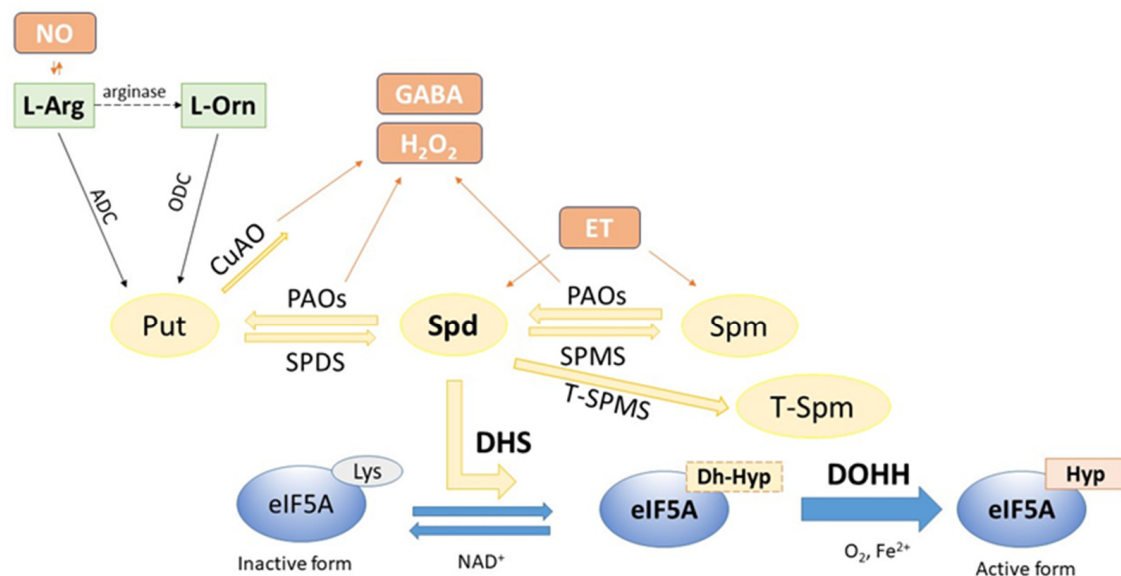 NO
L-Arg
arginase
L-Orn
GABA
H₂O₂
ADC
ODC
CuAO
ET
Put
PAOs
SPDS
Spd
PAOs
SPMS
T-SPMS
Spm
T-Spm
DHS
Lys
eIF5A
Inactive form
NAD⁺
Dh-Hyp
eIF5A
DOHH
O₂, Fe²⁺
Hyp
eIF5A
Active form